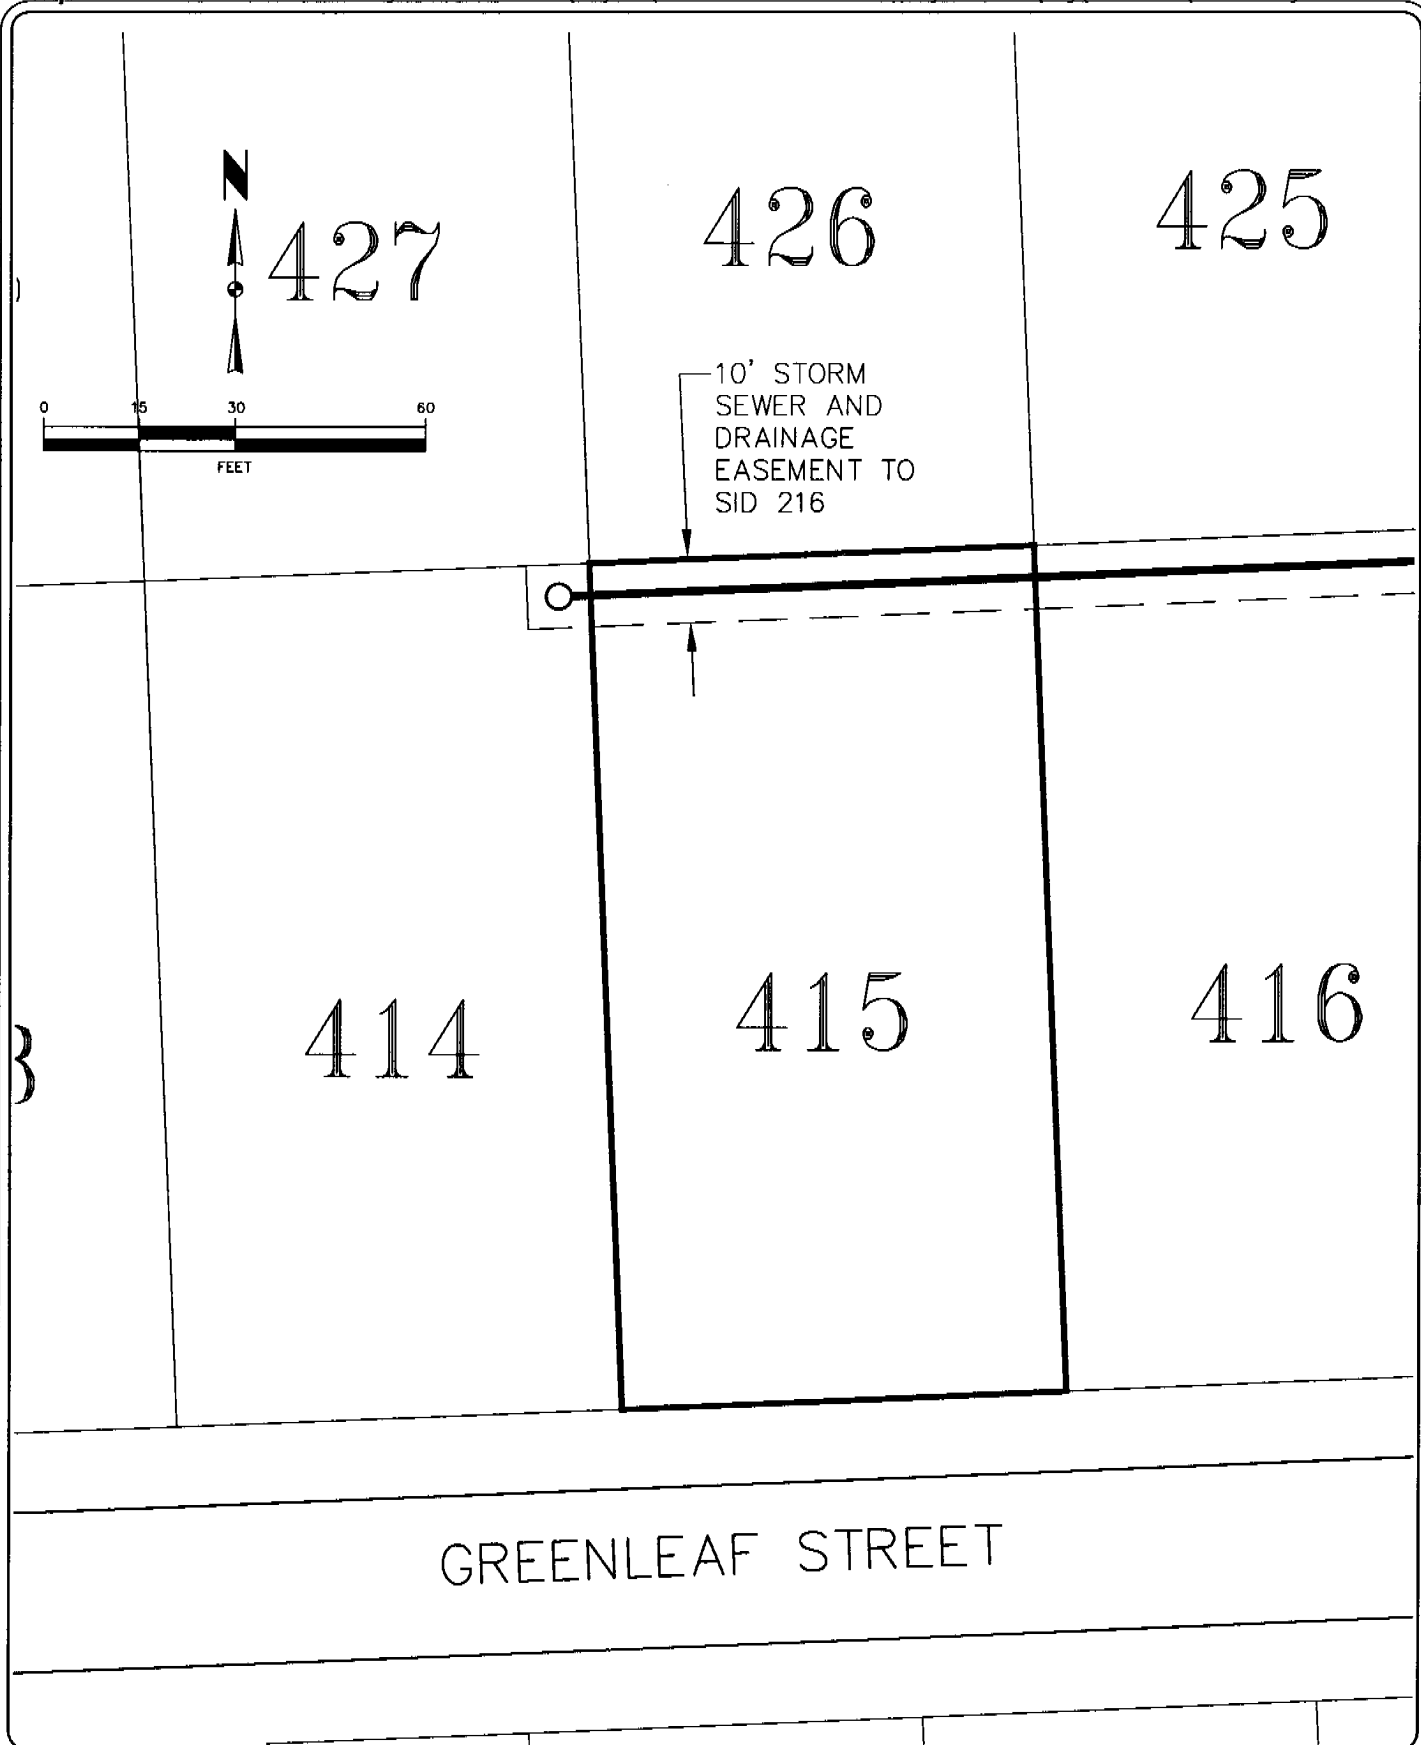 N
427
426
425
0 15 30 60
FEET
10' STORM
SEWER AND
DRAINAGE
EASEMENT TO
SID 216
414
415
416
GREENLEAF STREET